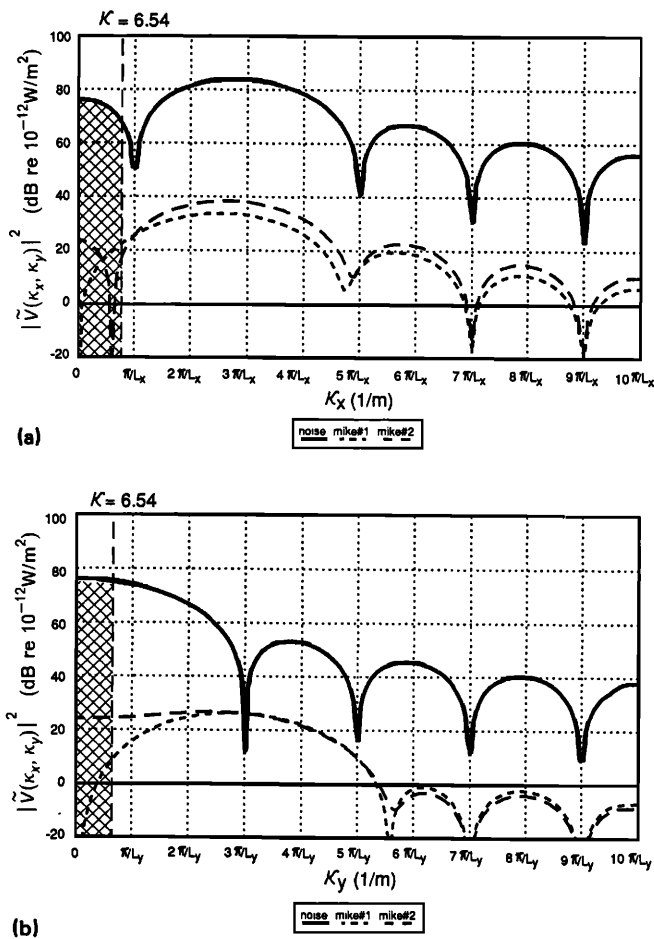 K = 6.54
100
80
60
40
20
0
-20
|Ṽ(κx, κy)|² (dB re 10⁻¹²W/m²)
0 π/Lx 2π/Lx 3π/Lx 4π/Lx 5π/Lx 6π/Lx 7π/Lx 8π/Lx 9π/Lx 10π/Lx
Kx (1/m)
(a)
noise mike#1 mike#2
K = 6.54
100
80
60
40
20
0
-20
|Ṽ(κx, κy)|² (dB re 10⁻¹²W/m²)
0 π/Ly 2π/Ly 3π/Ly 4π/Ly 5π/Ly 6π/Ly 7π/Ly 8π/Ly 9π/Ly 10π/Ly
Ky (1/m)
(b)
noise mike#1 mike#2